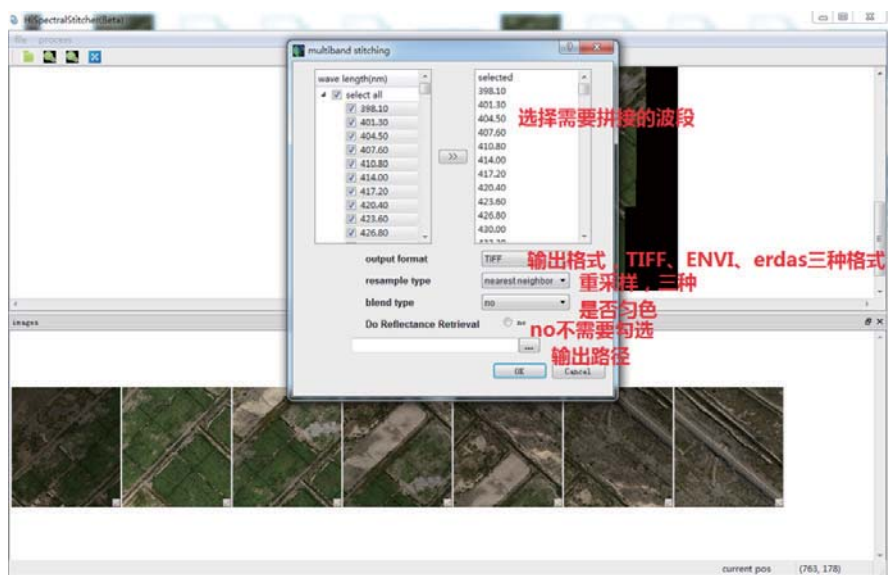 HiSpectralStitcher(Beta)
file process
multiband stitching
wave length(nm)
select all
398.10
401.30
404.50
407.60
410.80
414.00
417.20
420.40
423.60
426.80
>>
selected
398.10
401.30
404.50
407.60
410.80
414.00
417.20
420.40
423.60
426.80
430.00
选择需要拼接的波段
output format
TIFF
输出格式，TIFF、ENVI、erdas三种格式
resample type
nearest neighbor
重采样，三种
blend type
no
是否匀色
Do Reflectance Retrieval
no
no不需要勾选
...
输出路径
OK
Cancel
images
current pos
(763, 178)